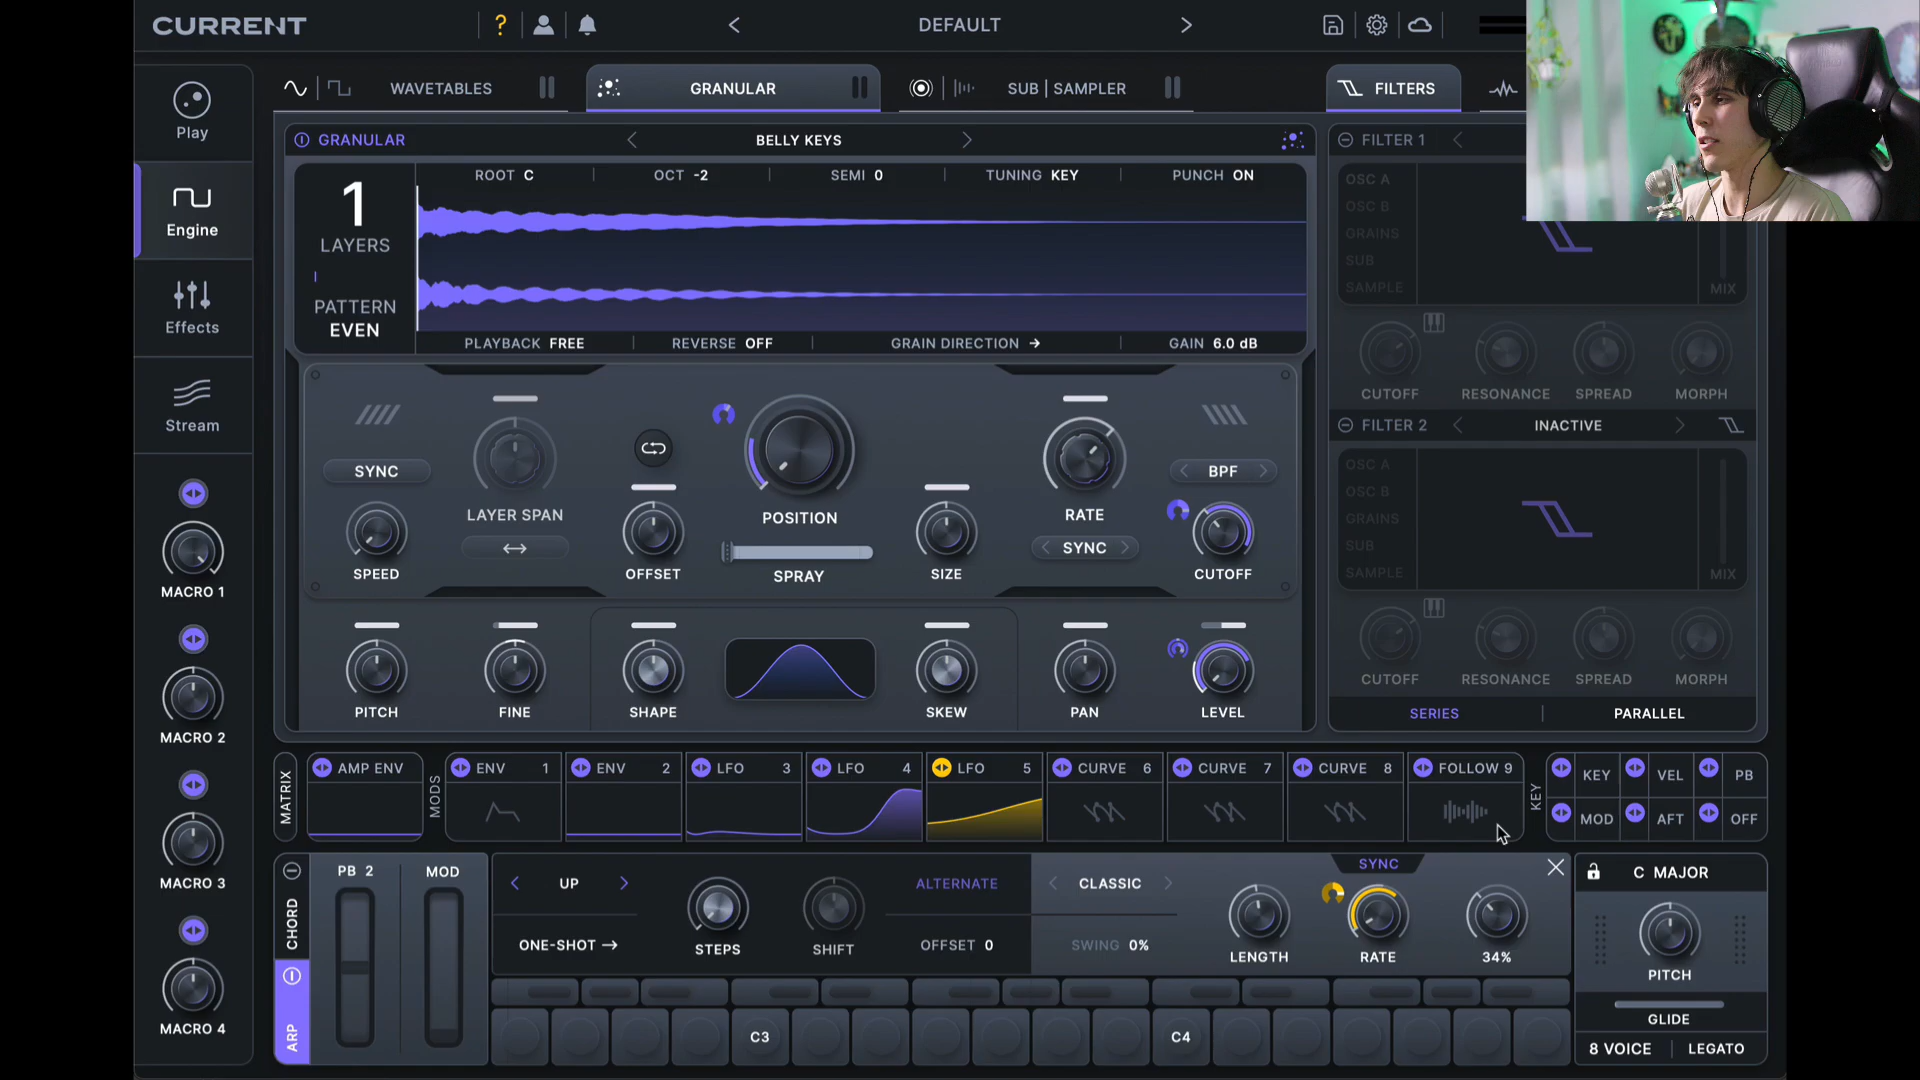 CURRENT
?
DEFAULT
WAVETABLES
GRANULAR
SUB | SAMPLER
FILTERS
Play
Engine
Effects
Stream
MACRO 1
MACRO 2
MACRO 3
MACRO 4
GRANULAR
BELLY KEYS
1
LAYERS
PATTERN
EVEN
ROOT C
OCT -2
SEMI 0
TUNING KEY
PUNCH ON
PLAYBACK FREE
REVERSE OFF
GRAIN DIRECTION →
GAIN 6.0 dB
SYNC
SPEED
LAYER SPAN
OFFSET
POSITION
SPRAY
SIZE
RATE
SYNC
BPF
CUTOFF
PITCH
FINE
SHAPE
SKEW
PAN
LEVEL
FILTER 1
OSC A
OSC B
GRAINS
SUB
SAMPLE
MIX
CUTOFF
RESONANCE
SPREAD
MORPH
FILTER 2
INACTIVE
OSC A
OSC B
GRAINS
SUB
SAMPLE
MIX
CUTOFF
RESONANCE
SPREAD
MORPH
SERIES
PARALLEL
MATRIX
AMP ENV
MODS
ENV 1
ENV 2
LFO 3
LFO 4
LFO 5
CURVE 6
CURVE 7
CURVE 8
FOLLOW 9
KEY
KEY
VEL
PB
MOD
AFT
OFF
CHORD
ARP
PB 2
MOD
UP
ONE-SHOT →
STEPS
SHIFT
ALTERNATE
OFFSET 0
CLASSIC
SWING 0%
SYNC
LENGTH
RATE
34%
C3
C4
C MAJOR
PITCH
GLIDE
8 VOICE
LEGATO